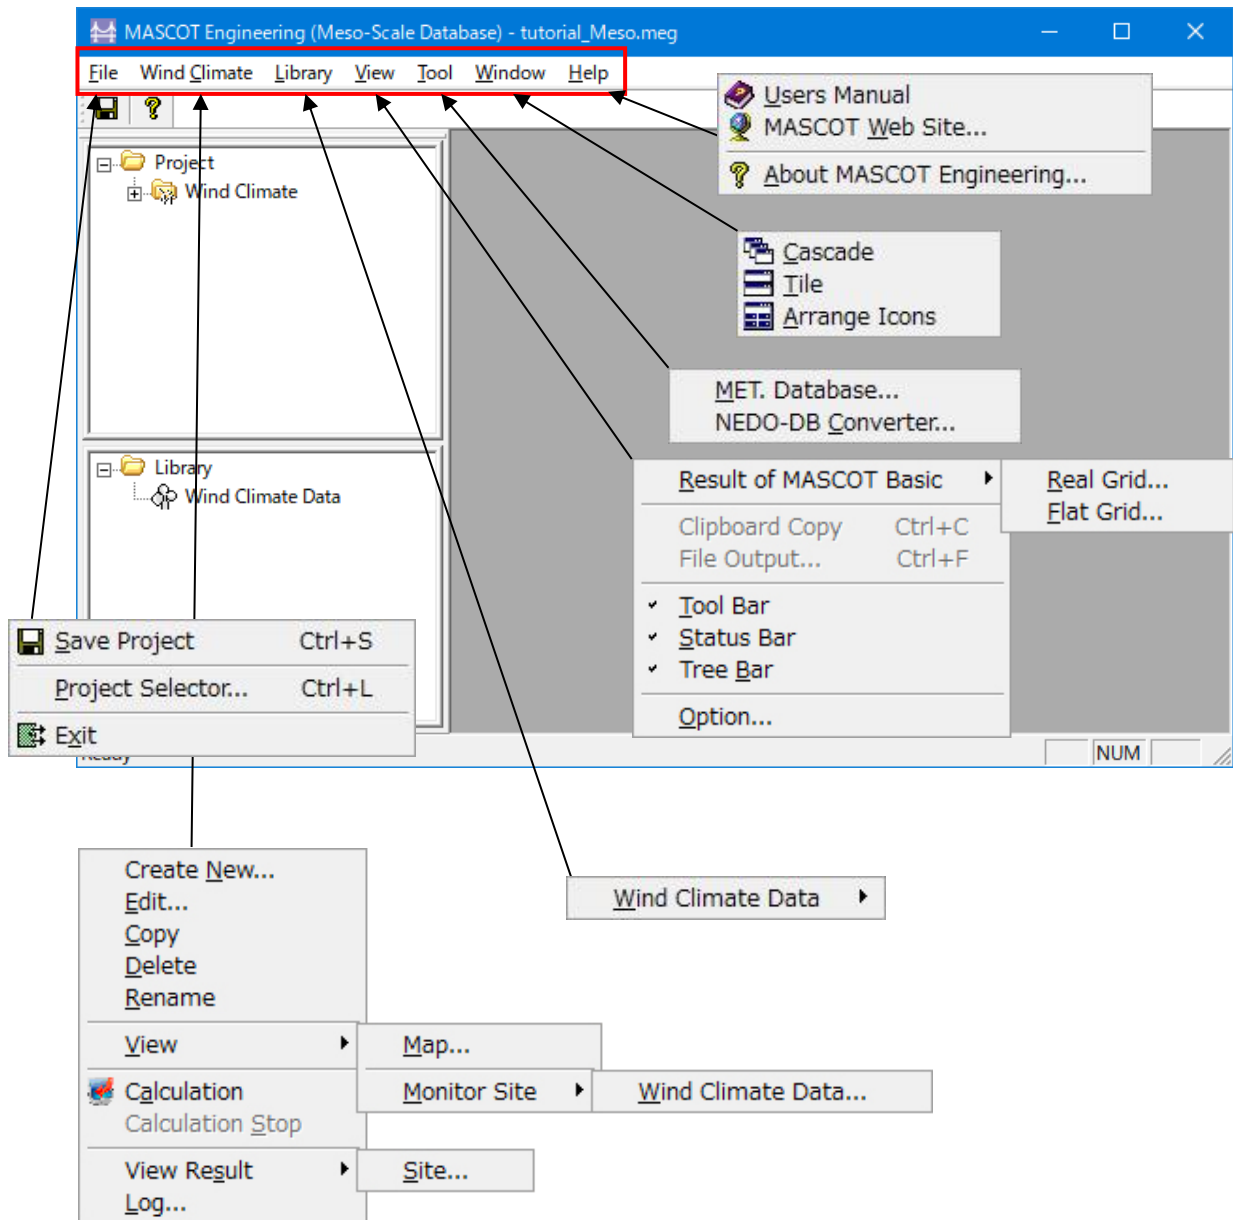 MASCOT Engineering (Meso-Scale Database) - tutorial_Meso.meg
File Wind Climate Library View Tool Window Help
Users Manual
MASCOT Web Site...
About MASCOT Engineering...
Project
Wind Climate
Cascade
Tile
Arrange Icons
MET. Database...
NEDO-DB Converter...
Library
Wind Climate Data
Result of MASCOT Basic
Real Grid...
Flat Grid...
Clipboard Copy Ctrl+C
File Output... Ctrl+F
Tool Bar
Status Bar
Tree Bar
Option...
Save Project Ctrl+S
Project Selector... Ctrl+L
Exit
Ready
NUM
Create New...
Edit...
Copy
Delete
Rename
View
Map...
Calculation
Monitor Site
Wind Climate Data...
Calculation Stop
View Result
Site...
Log...
Wind Climate Data